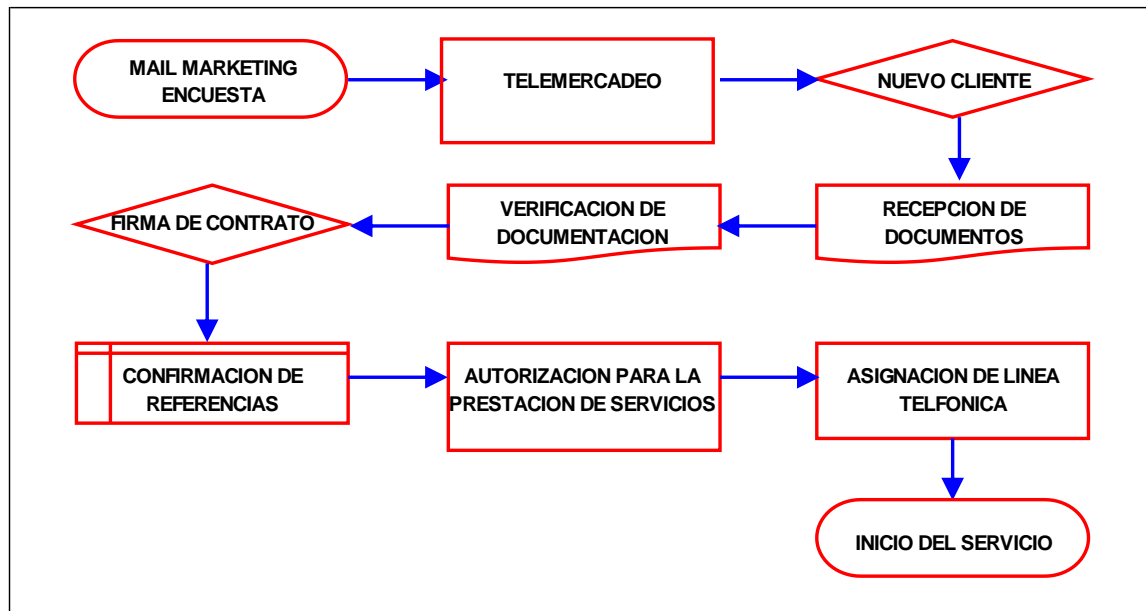 MAIL MARKETING
ENCUESTA
TELEMERCADEO
NUEVO CLIENTE
RECEPCION DE
DOCUMENTOS
VERIFICACION DE
DOCUMENTACION
FIRMA DE CONTRATO
CONFIRMACION DE
REFERENCIAS
AUTORIZACION PARA LA
PRESTACION DE SERVICIOS
ASIGNACION DE LINEA
TELFONICA
INICIO DEL SERVICIO